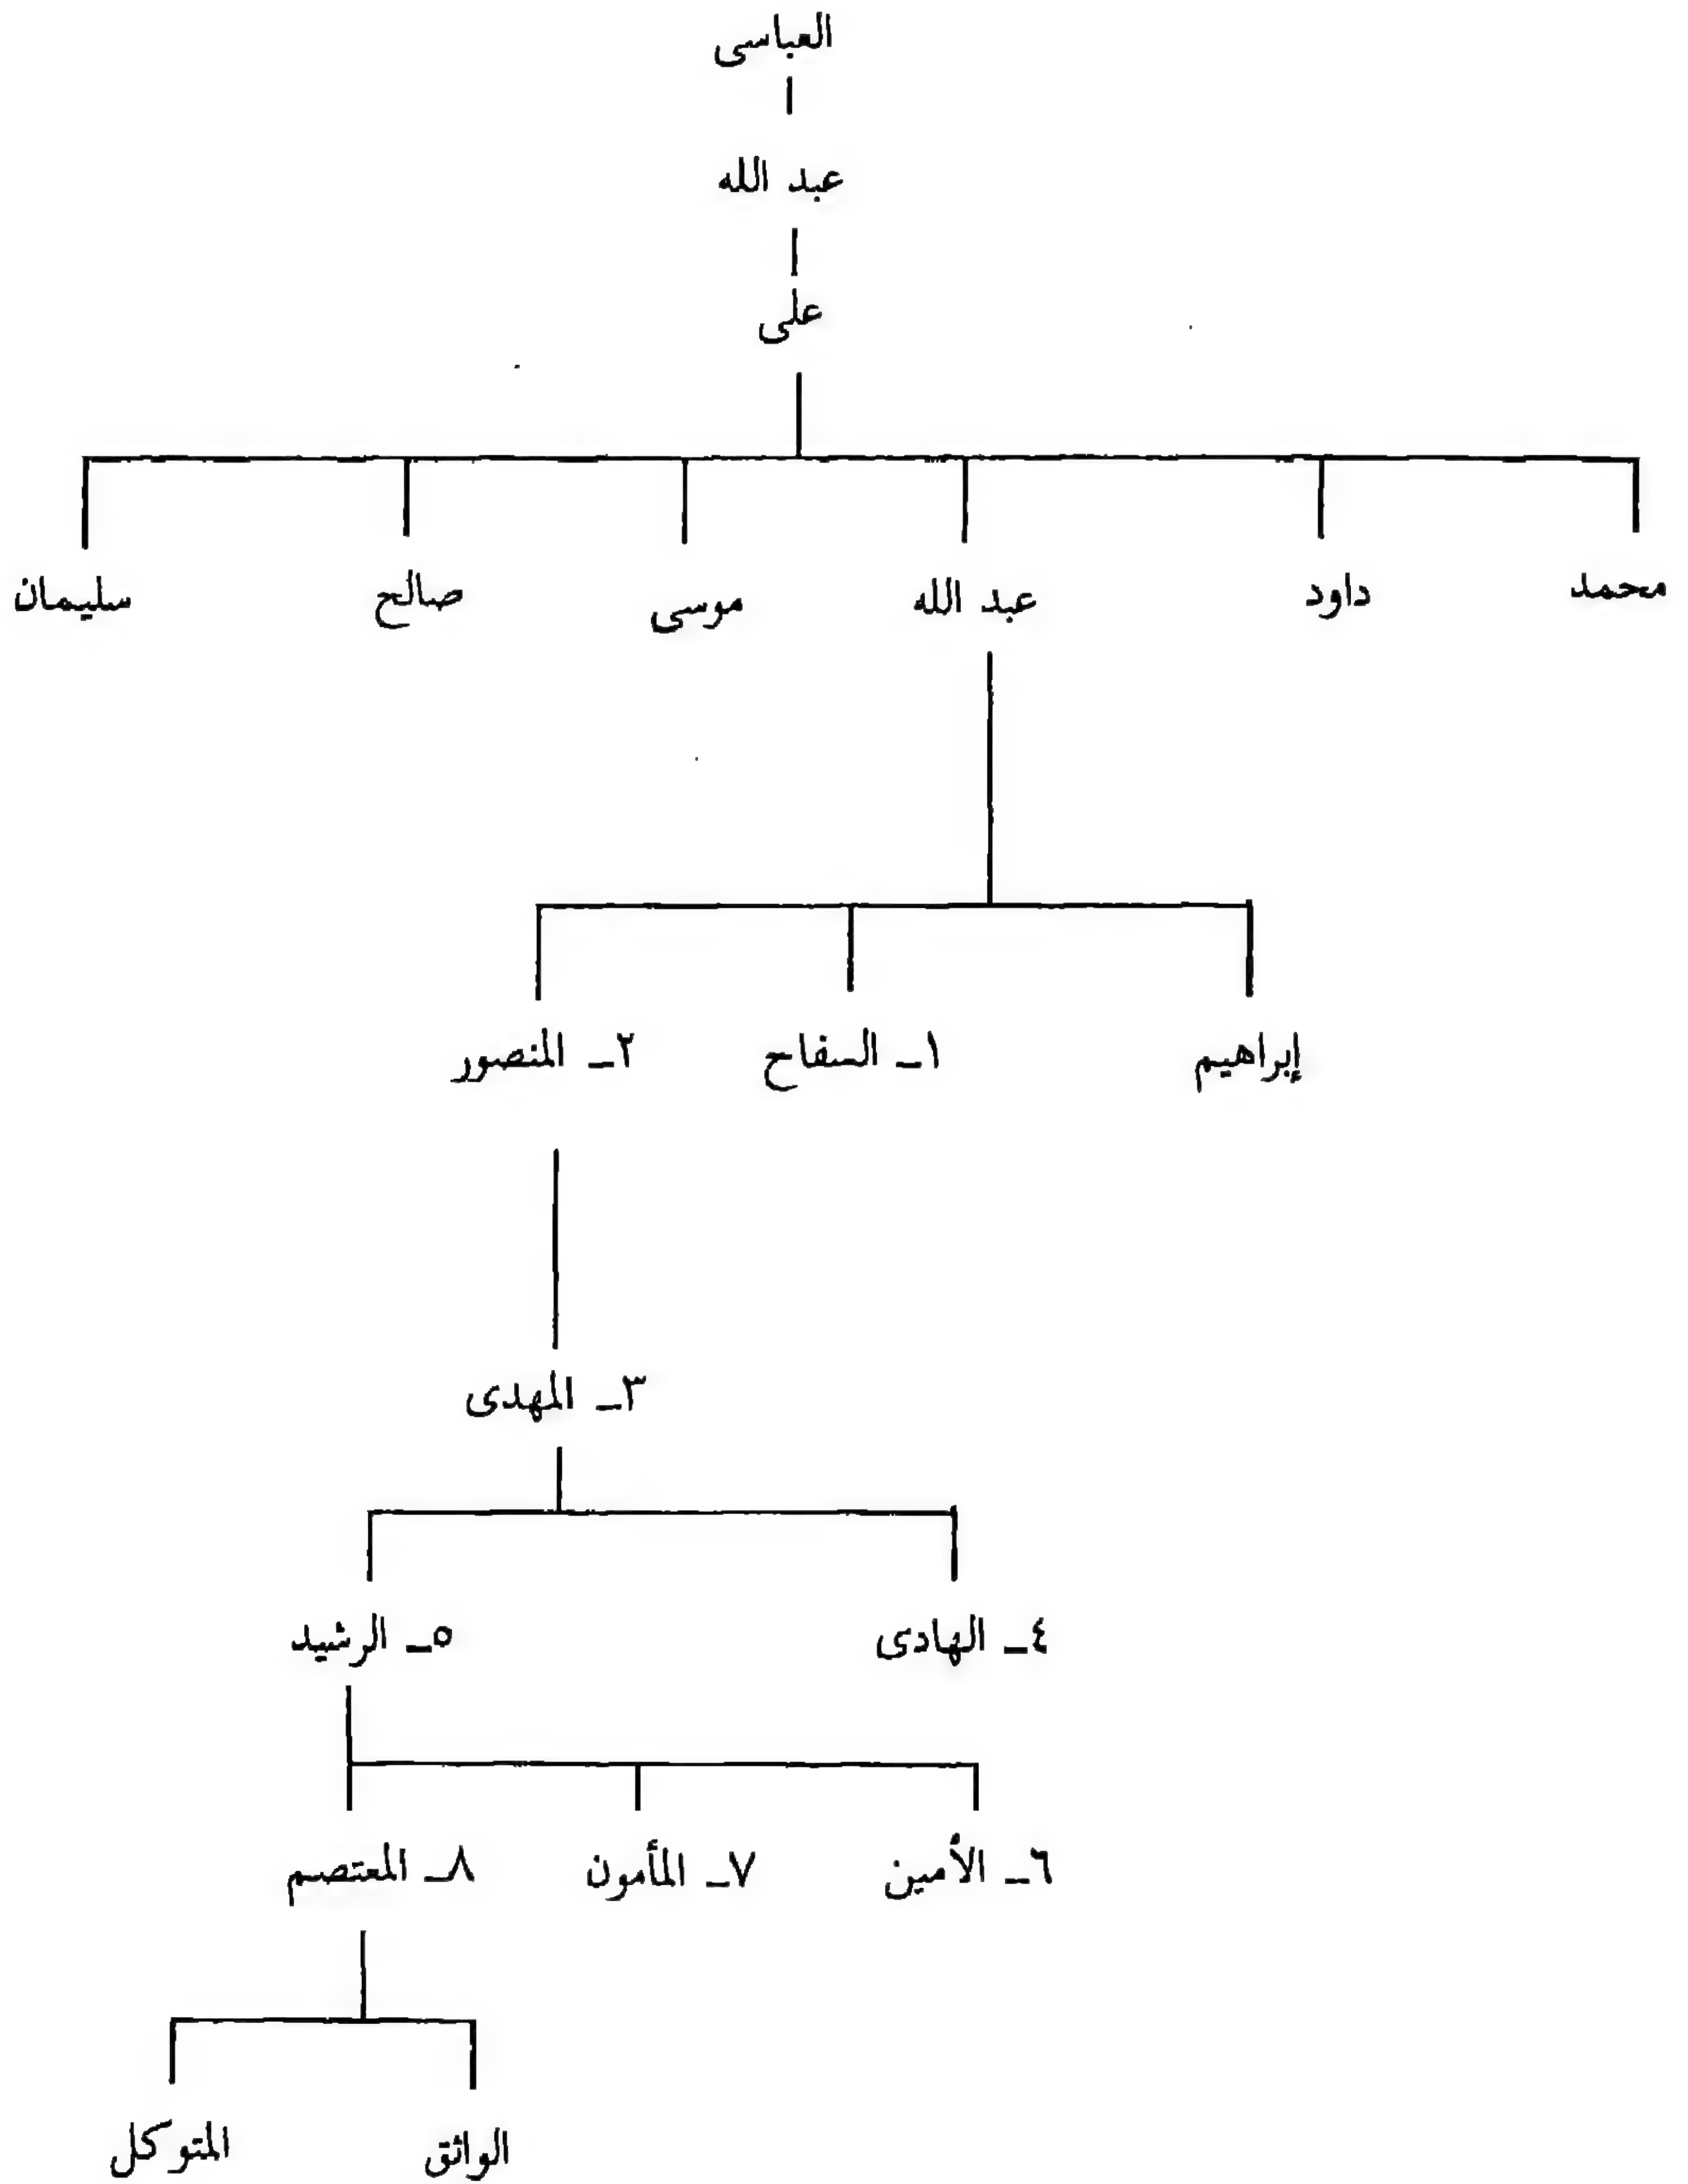 العباسى
عبد الله
على
محمد داود عبد الله موسى صالح سليمان
إبراهيم ١ـ السفاح ٢ـ المنصور
٣ـ المهدى
٤ـ الهادى ٥ـ الرشيد
٦ـ الأمين ٧ـ المأمون ٨ـ المعتصم
الواثق المتوكل